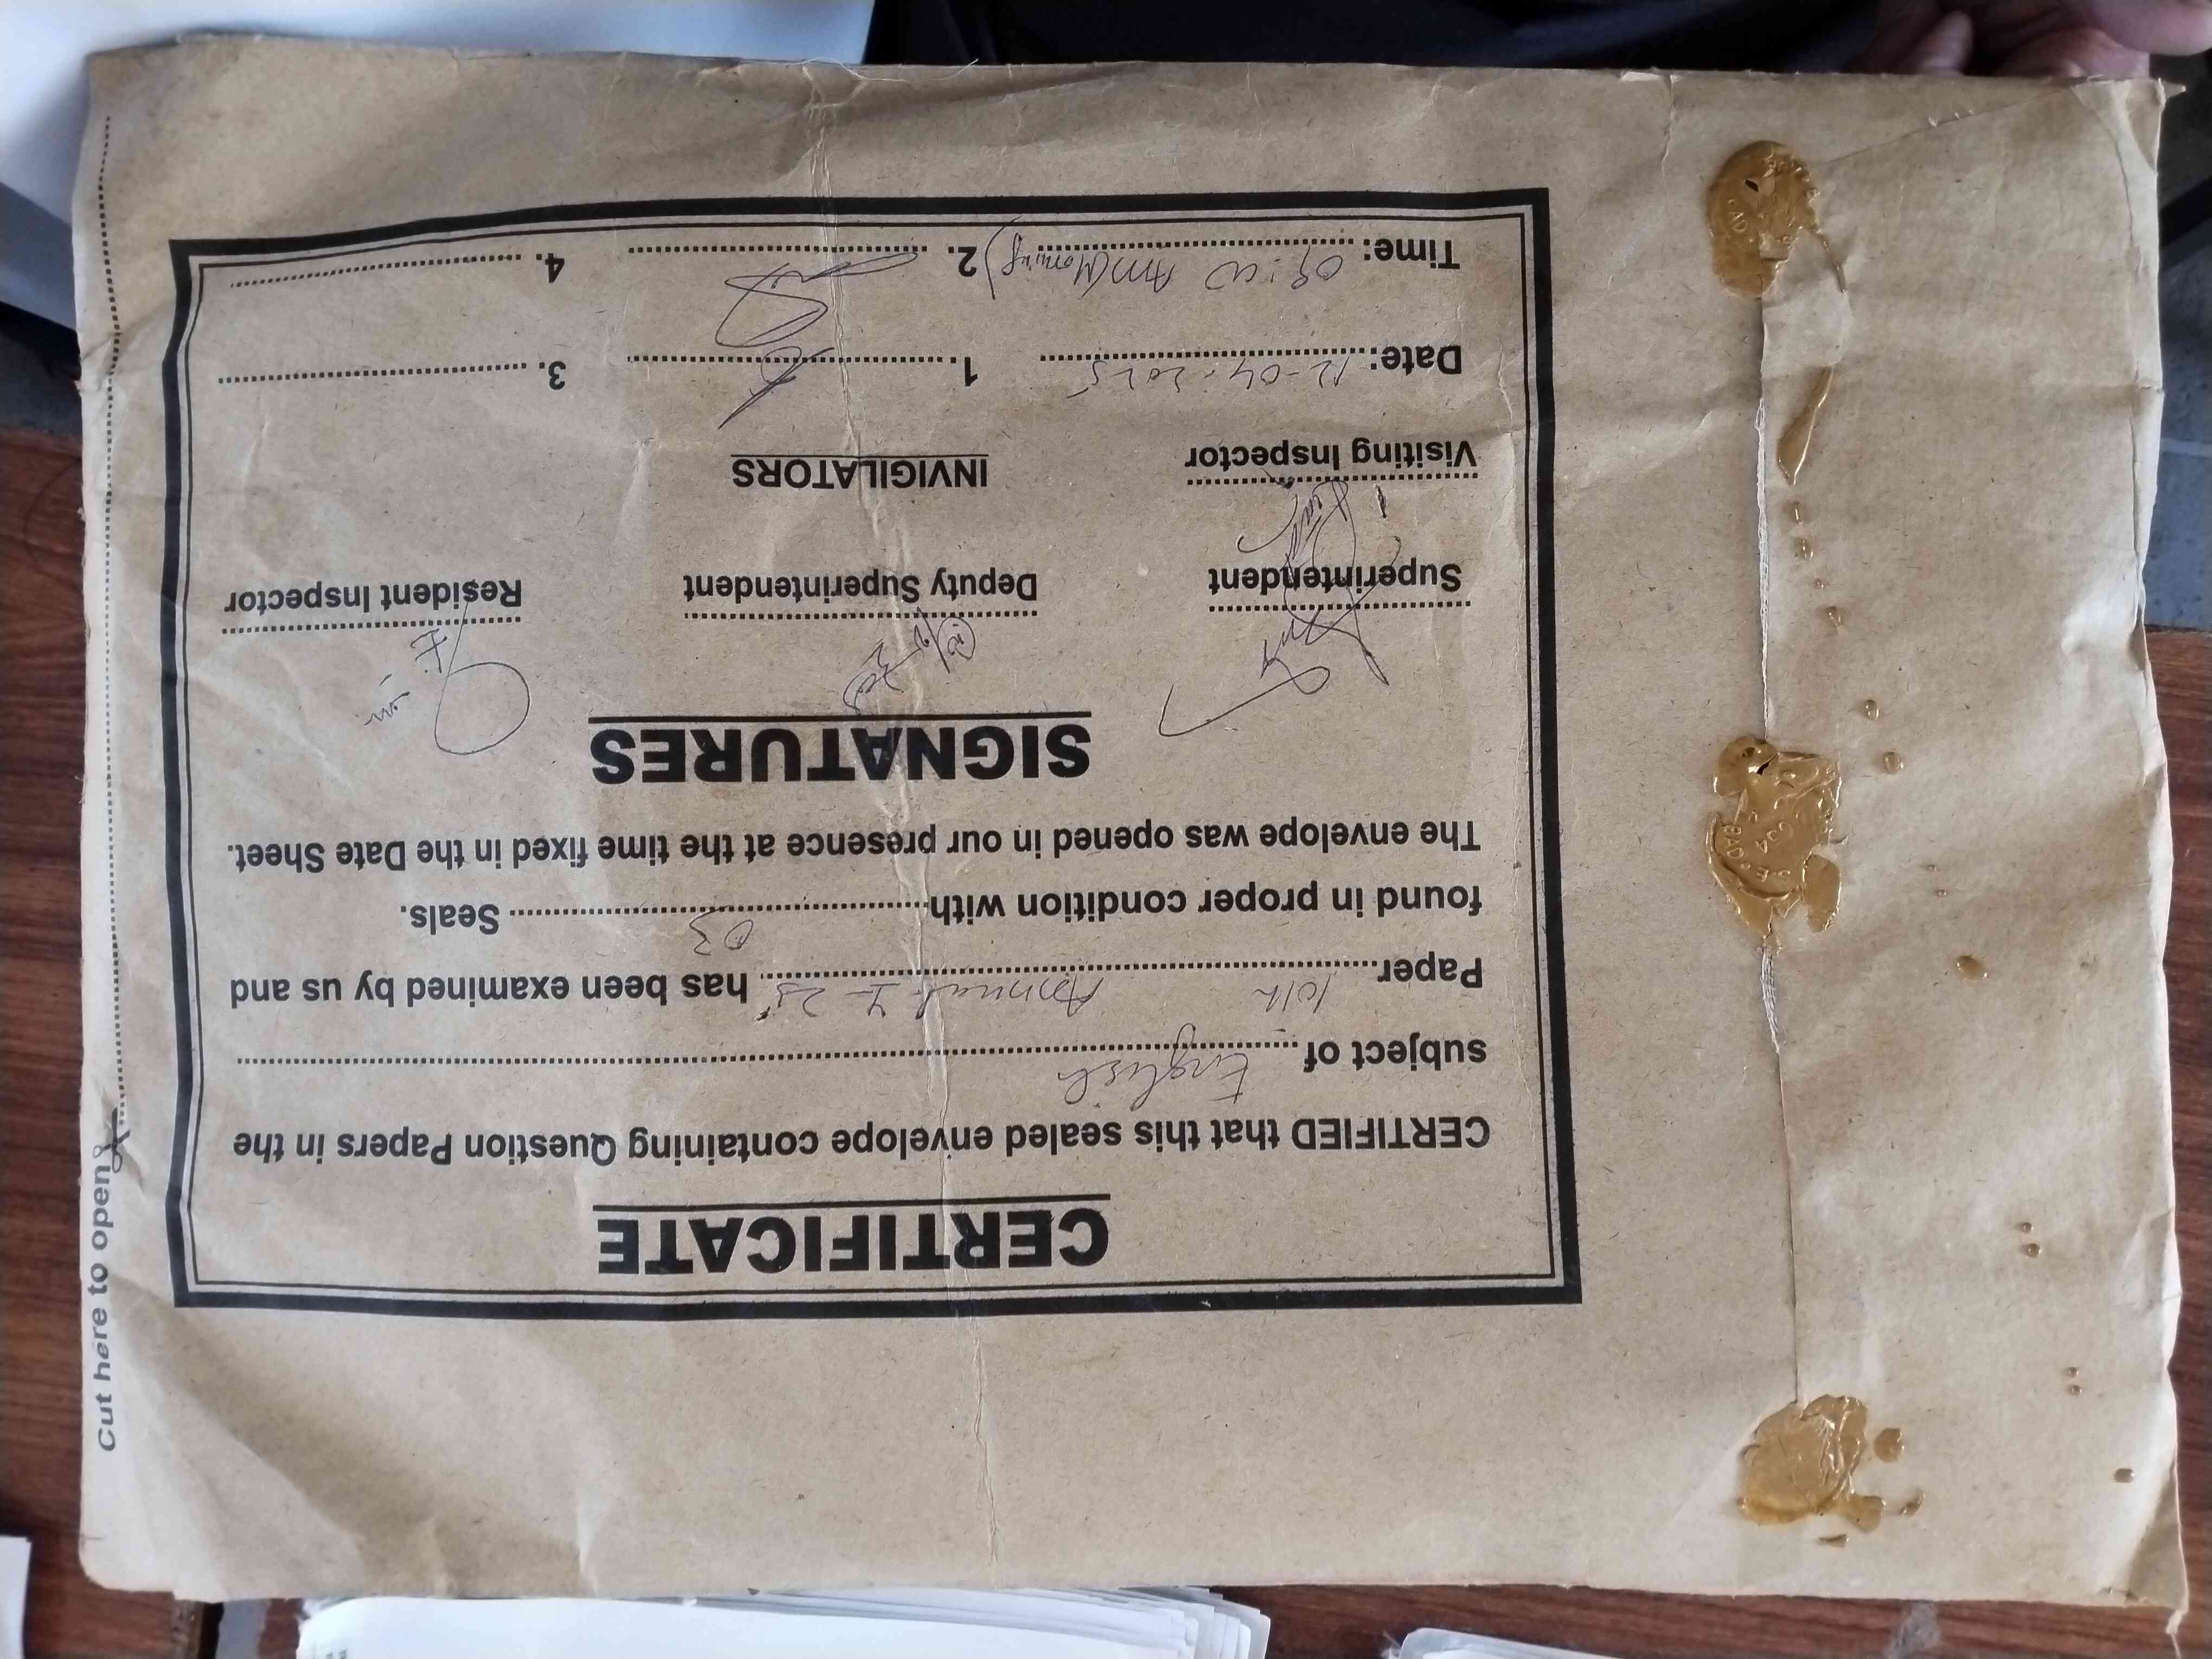 CERTIFICATE
CERTIFIED that this sealed envelope containing Question Papers in the
subject of English
Paper 10th Annual-I-25 has been examined by us and
found in proper condition with 03 Seals.
The envelope was opened in our presence at the time fixed in the Date Sheet.
SIGNATURES
Superintendent Deputy Superintendent Resident Inspector
Visiting Inspector INVIGILATORS
Date: 12-04-2025 1. 3.
Time: 09:00 Am (Morning) 2. 4.
Cut here to open